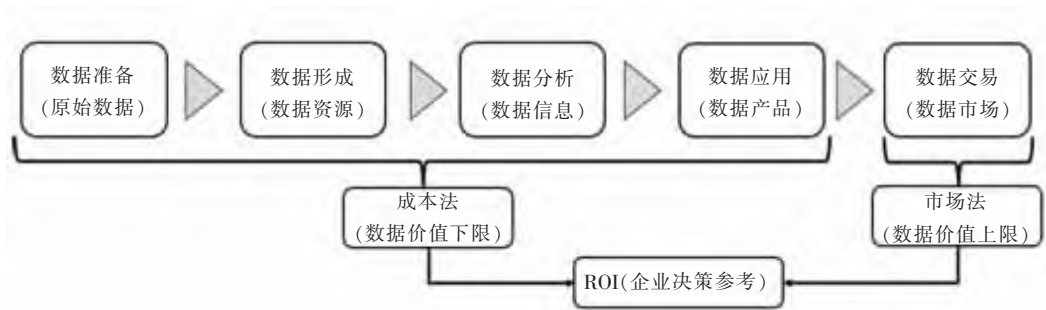 数据准备
(原始数据)
数据形成
(数据资源)
数据分析
(数据信息)
数据应用
(数据产品)
数据交易
(数据市场)
成本法
(数据价值下限)
市场法
(数据价值上限)
ROI(企业决策参考)